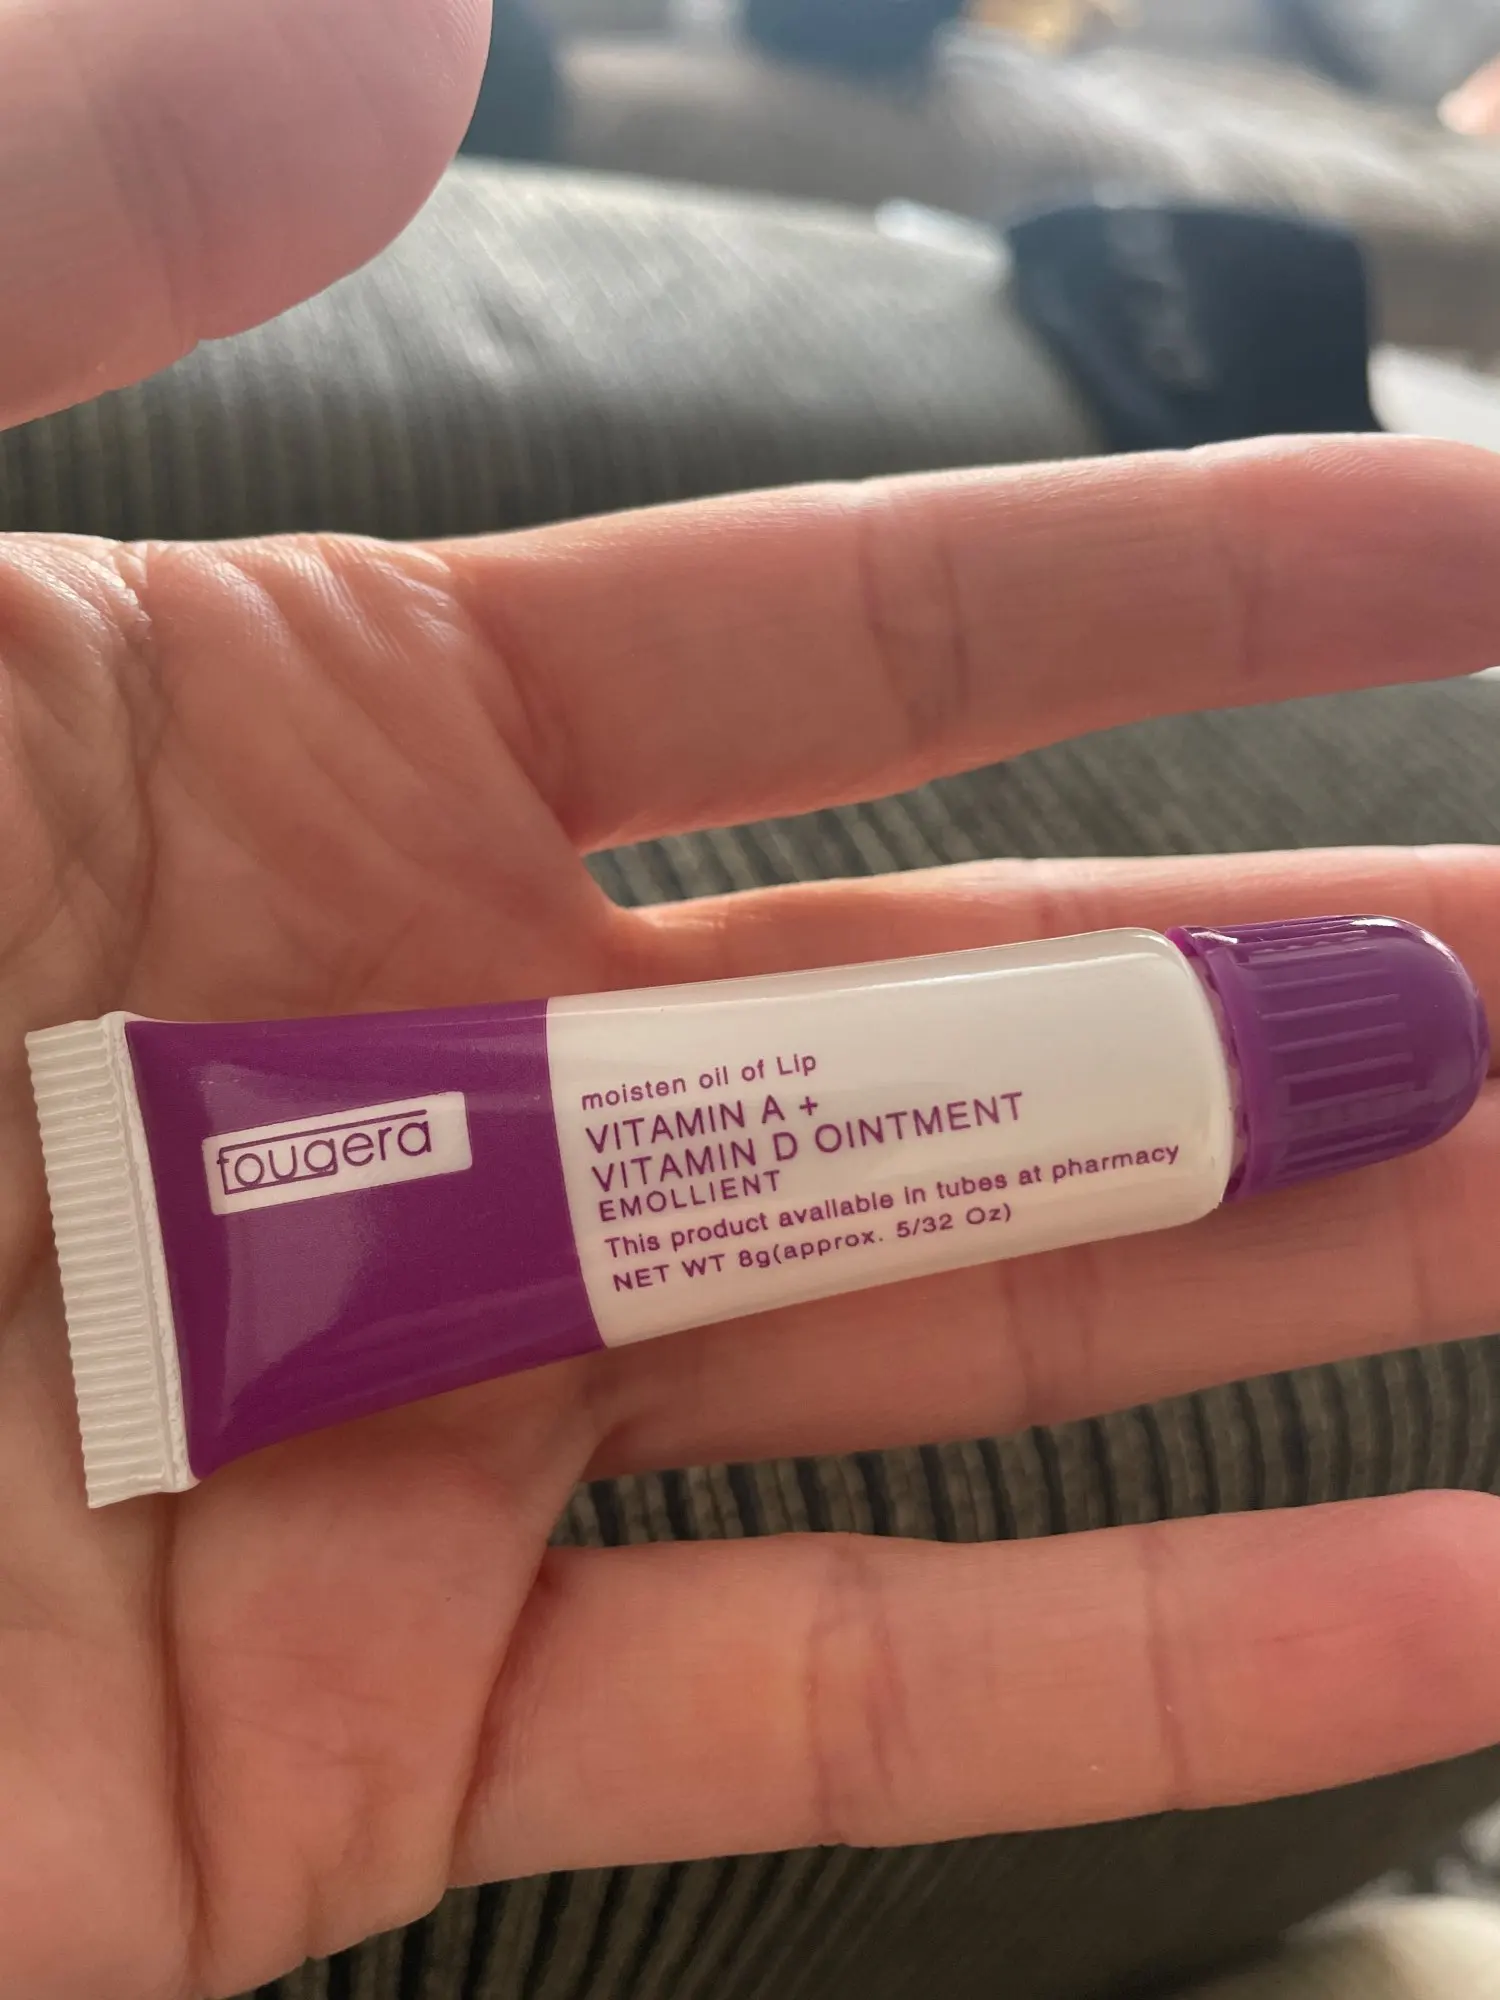 fougera
moisten oil of Lip
VITAMIN A +
VITAMIN D OINTMENT
EMOLLIENT
This product available in tubes at pharmacy
NET WT 8g(approx. 5/32 Oz)